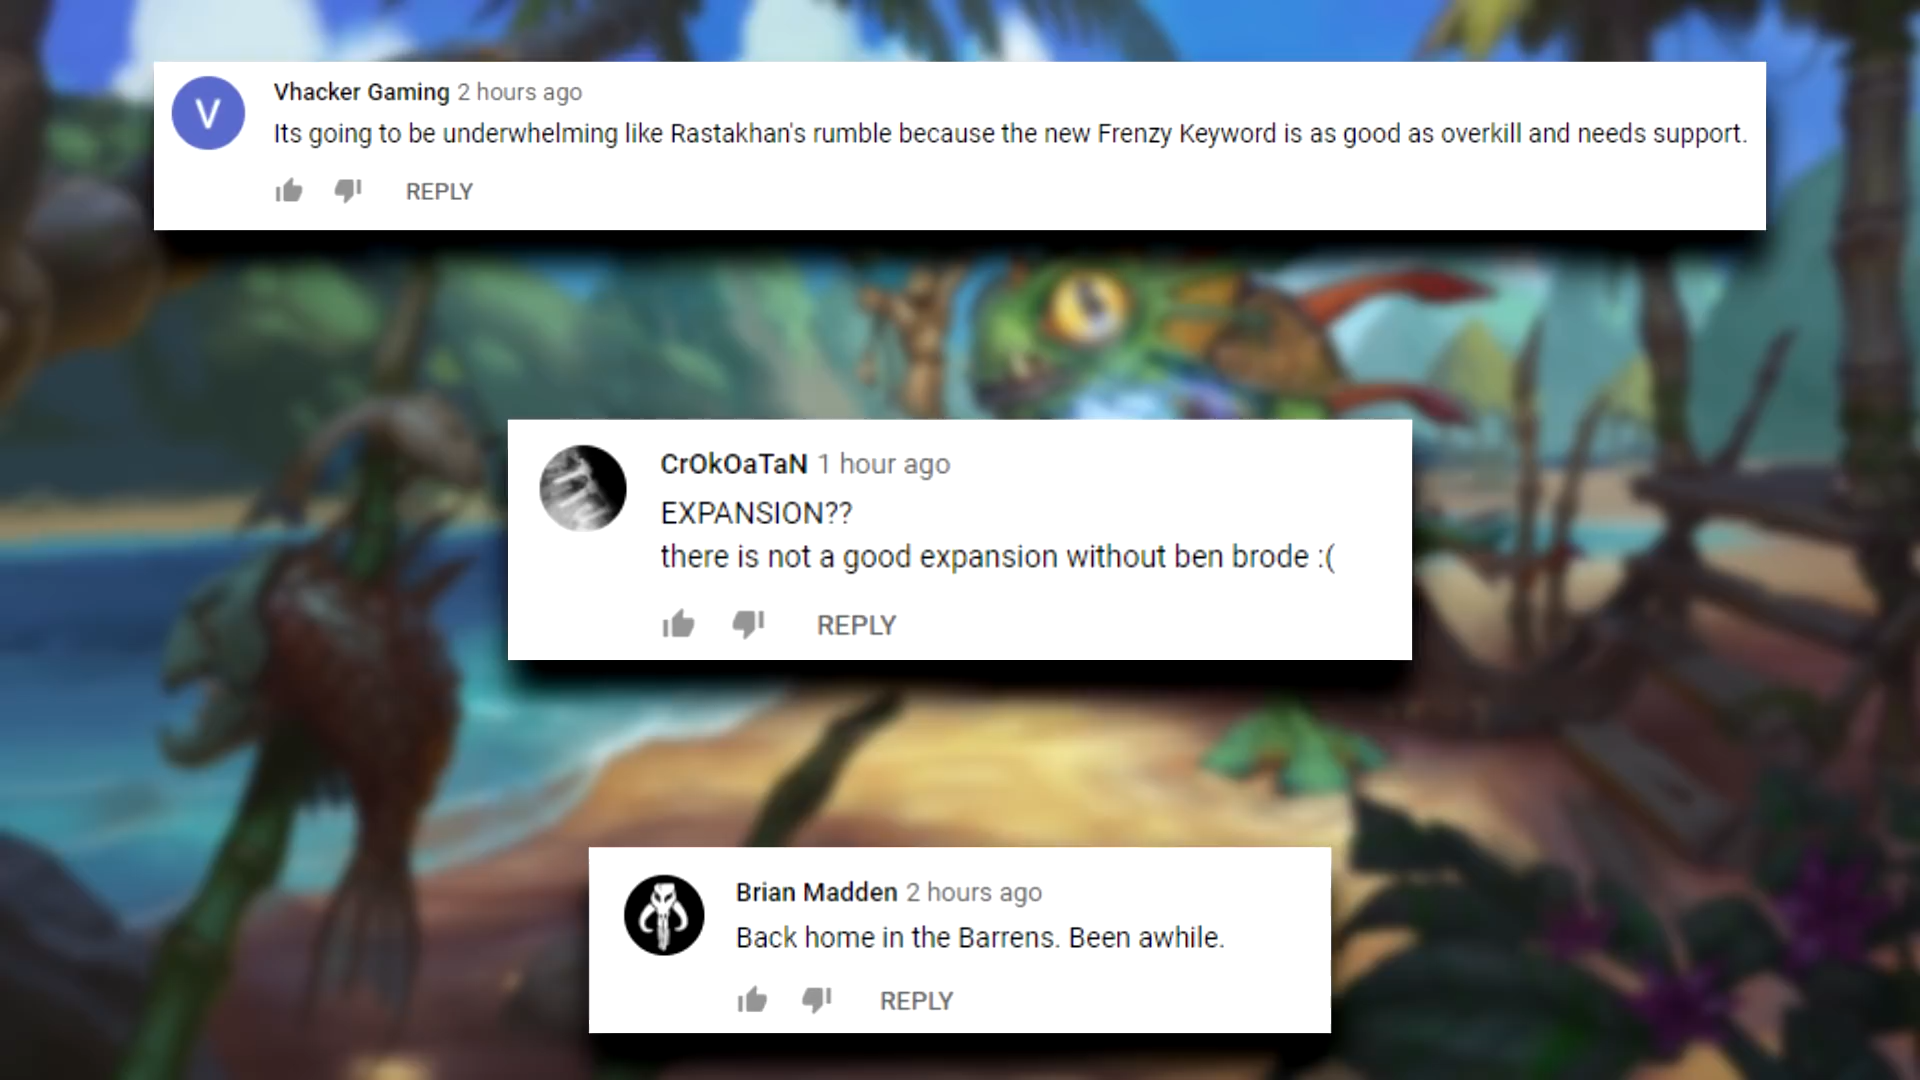 V
Vhacker Gaming 2 hours ago
Its going to be underwhelming like Rastakhan's rumble because the new Frenzy Keyword is as good as overkill and needs support.
REPLY
CrOkOaTaN 1 hour ago
EXPANSION??
there is not a good expansion without ben brode :(
REPLY
Brian Madden 2 hours ago
Back home in the Barrens. Been awhile.
REPLY